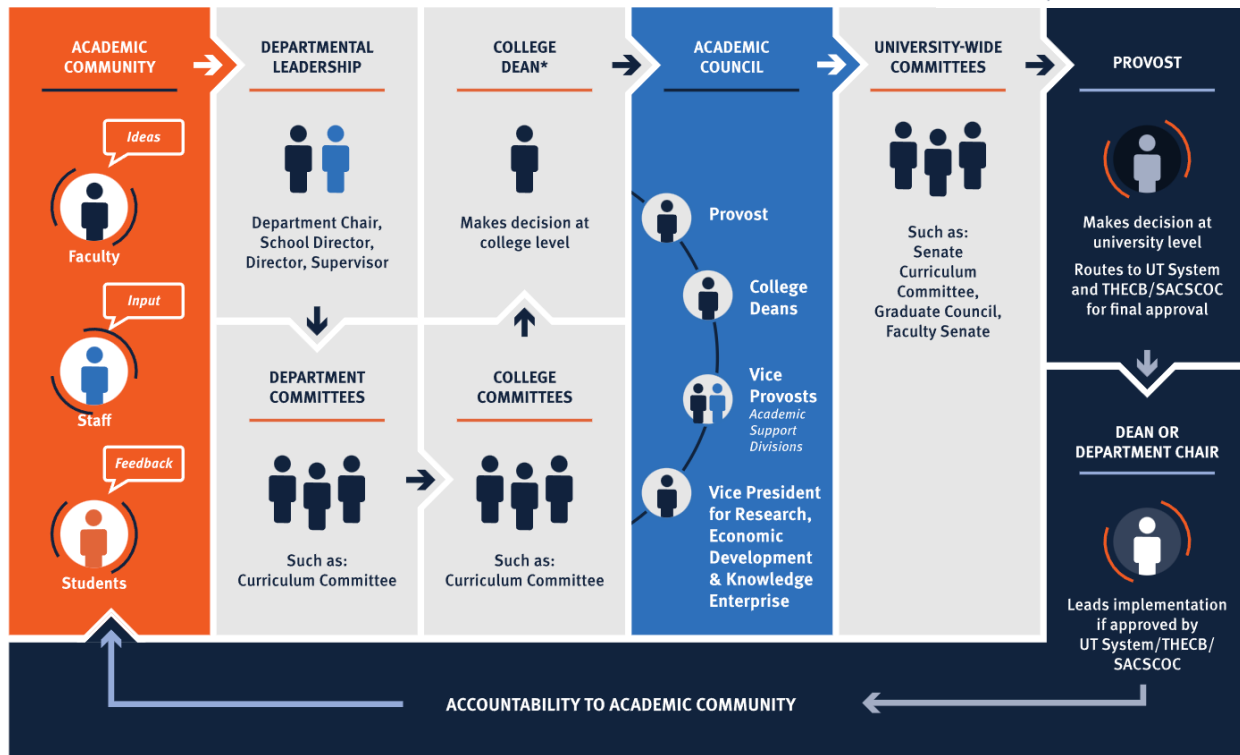 ACADEMIC
COMMUNITY
Ideas
Faculty
Input
Staff
Feedback
Students
DEPARTMENTAL
LEADERSHIP
Department Chair,
School Director,
Director, Supervisor
DEPARTMENT
COMMITTEES
Such as:
Curriculum Committee
COLLEGE
COMMITTEES
Such as:
Curriculum Committee
COLLEGE
DEAN*
Makes decision at
college level
ACADEMIC
COUNCIL
Provost
College
Deans
Vice
Provosts
Academic
Support
Divisions
Vice President
for Research,
Economic
Development
& Knowledge
Enterprise
UNIVERSITY-WIDE
COMMITTEES
Such as:
Senate
Curriculum
Committee,
Graduate Council,
Faculty Senate
PROVOST
Makes decision at
university level
Routes to UT System
and THECB/SACSCOC
for final approval
DEAN OR
DEPARTMENT CHAIR
Leads implementation
if approved by
UT System/THECB/
SACSCOC
ACCOUNTABILITY TO ACADEMIC COMMUNITY